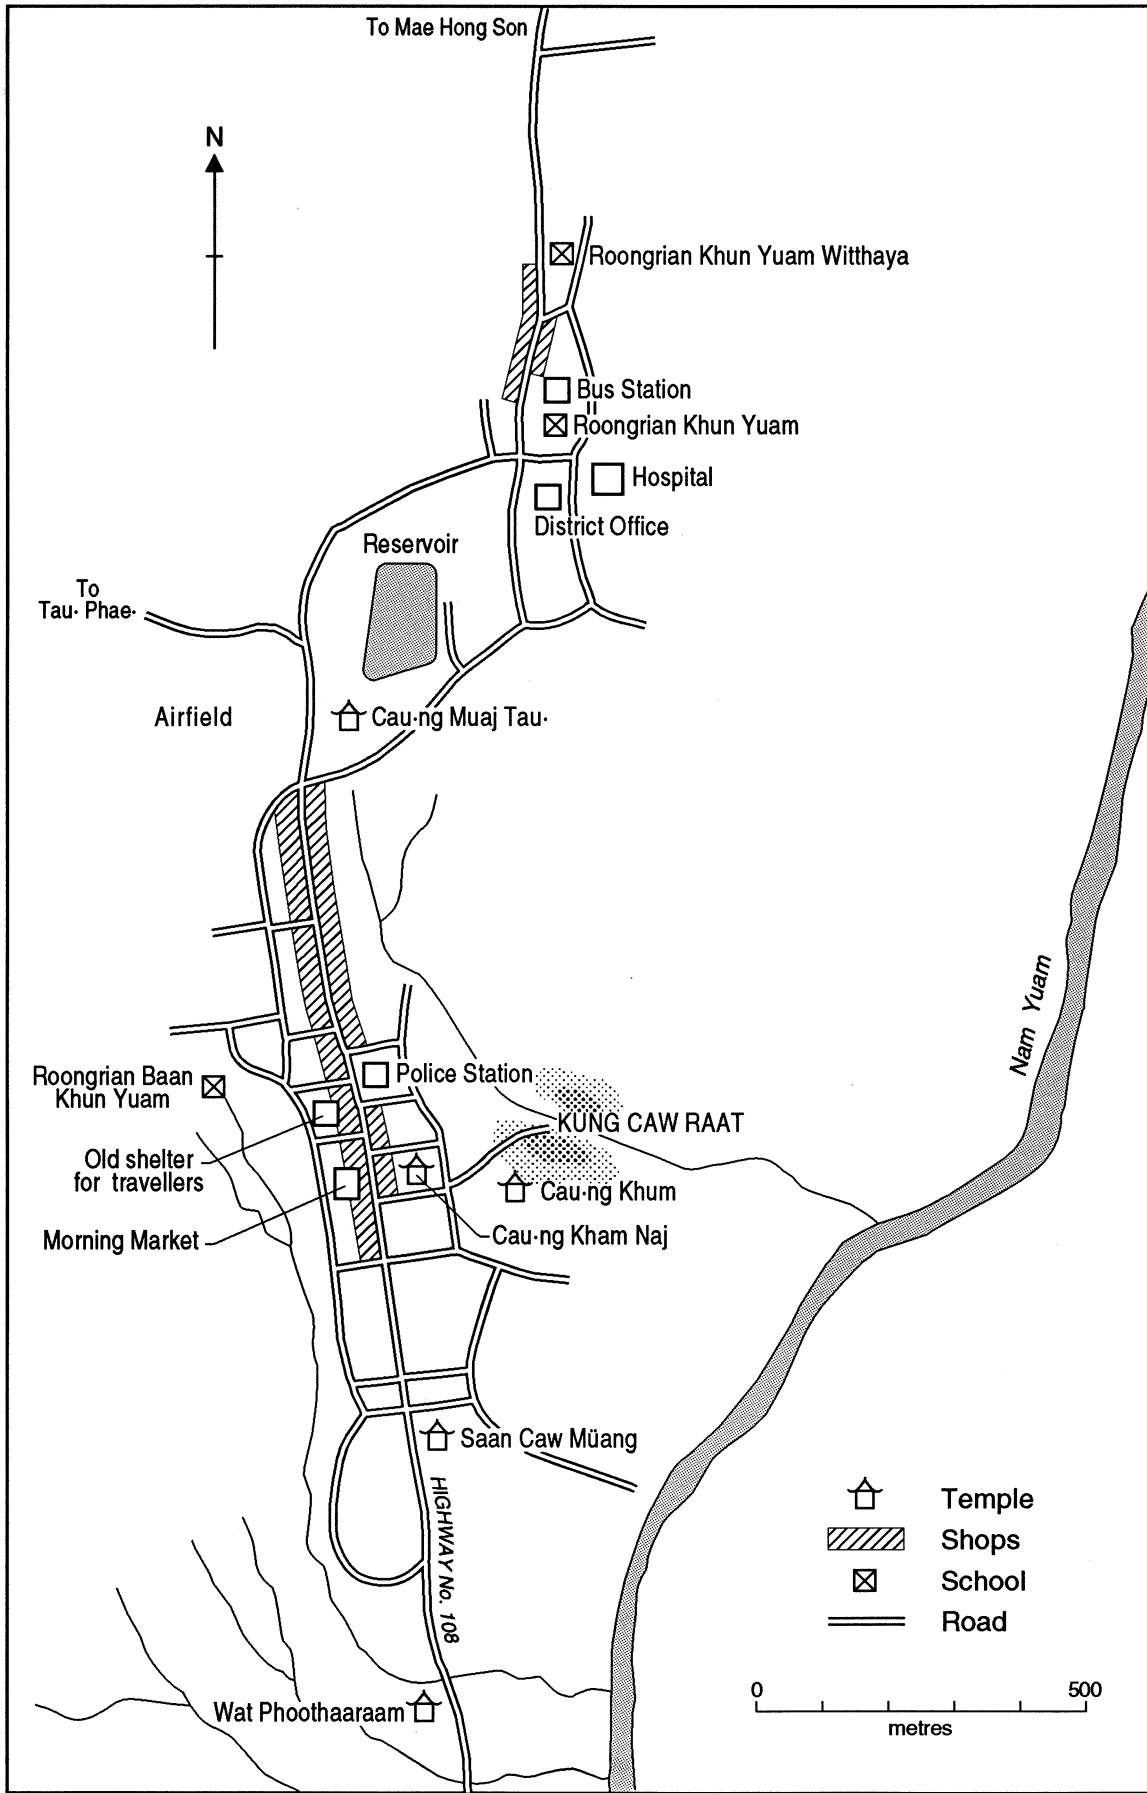 To Mae Hong Son
N
Roongrian Khun Yuam Witthaya
Bus Station
Roongrian Khun Yuam
Hospital
District Office
Reservoir
To
Tau· Phae·
Airfield
Cau·ng Muaj Tau·
Nam Yuam
Police Station
Roongrian Baan
Khun Yuam
KUNG CAW RAAT
Old shelter
for travellers
Cau·ng Khum
Morning Market
Cau·ng Kham Naj
Saan Caw Müang
HIGHWAY No. 108
Temple
Shops
School
Road
Wat Phoothaaraam
0 500
metres